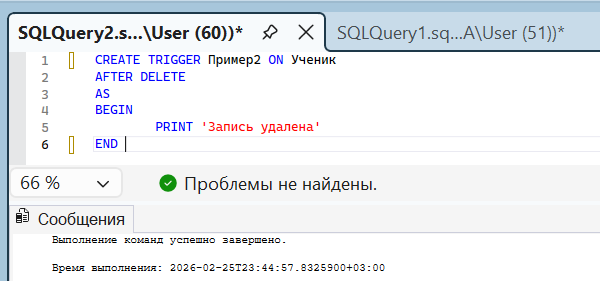 SQLQuery2.s...\User (60))*
SQLQuery1.sq...A\User (51))*
1 CREATE TRIGGER Пример2 ON Ученик
2 AFTER DELETE
3 AS
4 BEGIN
5 PRINT 'Запись удалена'
6 END
66 %
Проблемы не найдены.
Сообщения
Выполнение команд успешно завершено.
Время выполнения: 2026-02-25T23:44:57.8325900+03:00